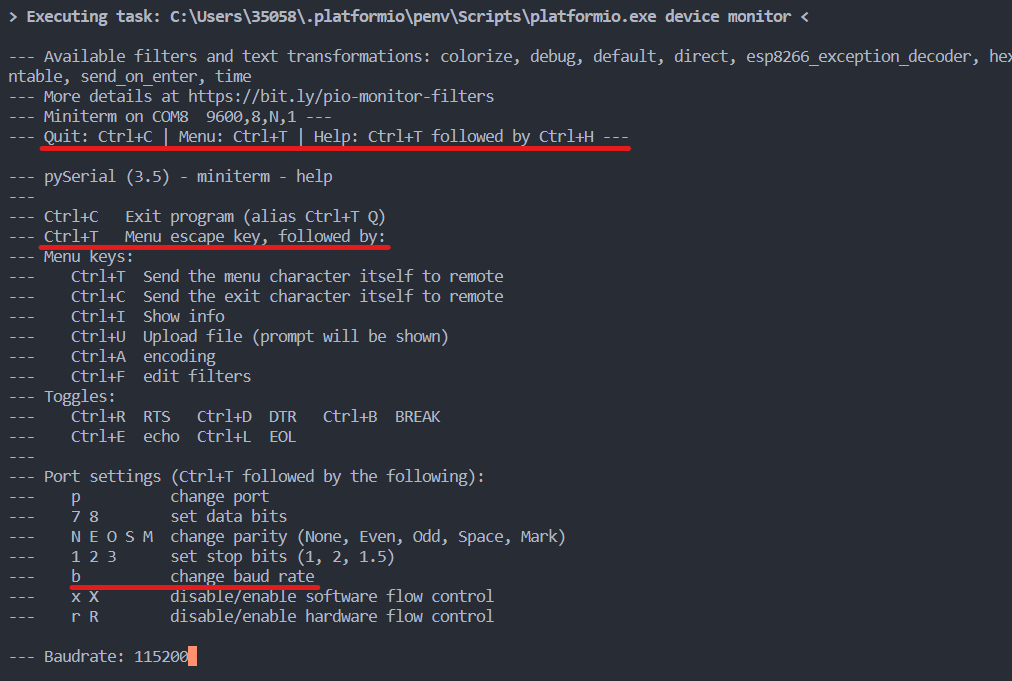 > Executing task: C:\Users\35058\.platformio\penv\Scripts\platformio.exe device monitor <
--- Available filters and text transformations: colorize, debug, default, direct, esp8266_exception_decoder, hex
ntable, send_on_enter, time
--- More details at https://bit.ly/pio-monitor-filters
--- Miniterm on COM8  9600,8,N,1 ---
--- Quit: Ctrl+C | Menu: Ctrl+T | Help: Ctrl+T followed by Ctrl+H ---
--- pySerial (3.5) - miniterm - help
---
--- Ctrl+C   Exit program (alias Ctrl+T Q)
--- Ctrl+T   Menu escape key, followed by:
--- Menu keys:
---    Ctrl+T  Send the menu character itself to remote
---    Ctrl+C  Send the exit character itself to remote
---    Ctrl+I  Show info
---    Ctrl+U  Upload file (prompt will be shown)
---    Ctrl+A  encoding
---    Ctrl+F  edit filters
--- Toggles:
---    Ctrl+R  RTS   Ctrl+D  DTR   Ctrl+B  BREAK
---    Ctrl+E  echo  Ctrl+L  EOL
---
--- Port settings (Ctrl+T followed by the following):
---    p          change port
---    7 8        set data bits
---    N E O S M  change parity (None, Even, Odd, Space, Mark)
---    1 2 3      set stop bits (1, 2, 1.5)
---    b          change baud rate
---    x X        disable/enable software flow control
---    r R        disable/enable hardware flow control
--- Baudrate: 115200